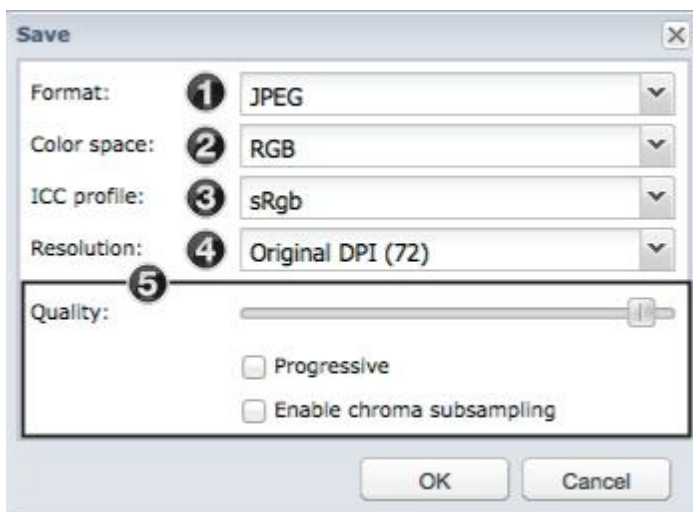 Save
Format: 1 JPEG
Color space: 2 RGB
ICC profile: 3 sRgb
Resolution: 4 Original DPI (72)
5
Quality:
Progressive
Enable chroma subsampling
OK Cancel